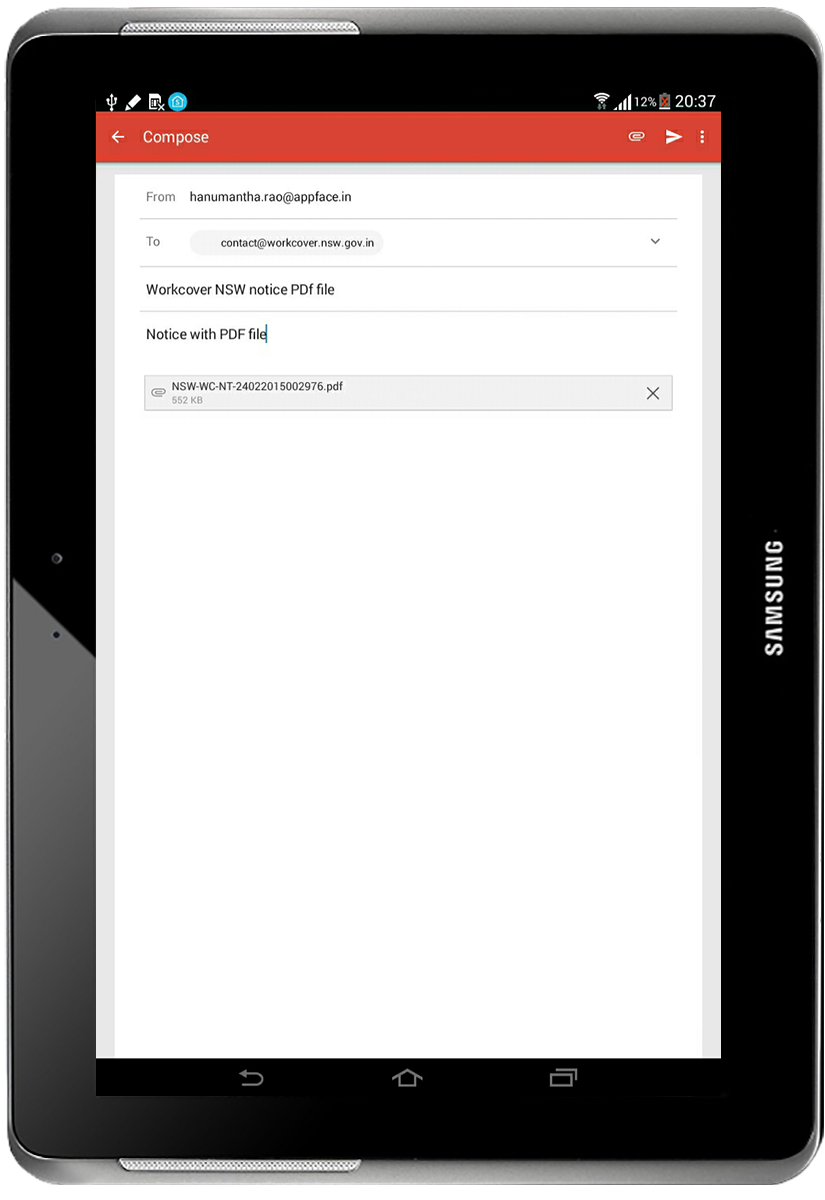 12% 20:37
Compose
From hanumantha.rao@appface.in
To contact@workcover.nsw.gov.in
Workcover NSW notice PDf file
Notice with PDF file
NSW-WC-NT-24022015002976.pdf
552 KB
SAMSUNG